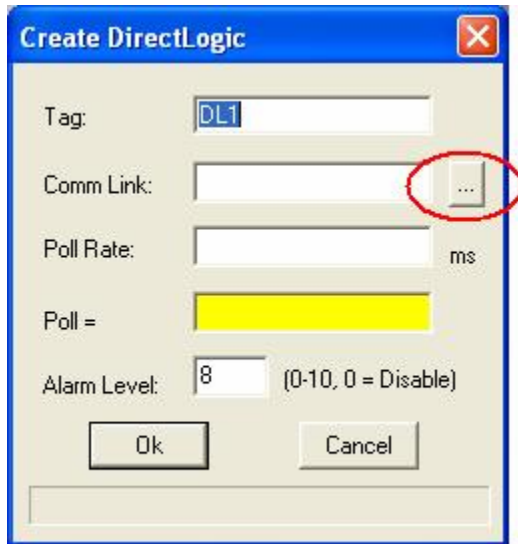 Create DirectLogic
Tag: DL1
Comm Link: ...
Poll Rate: ms
Poll =
Alarm Level: 8 (0-10, 0 = Disable)
Ok Cancel